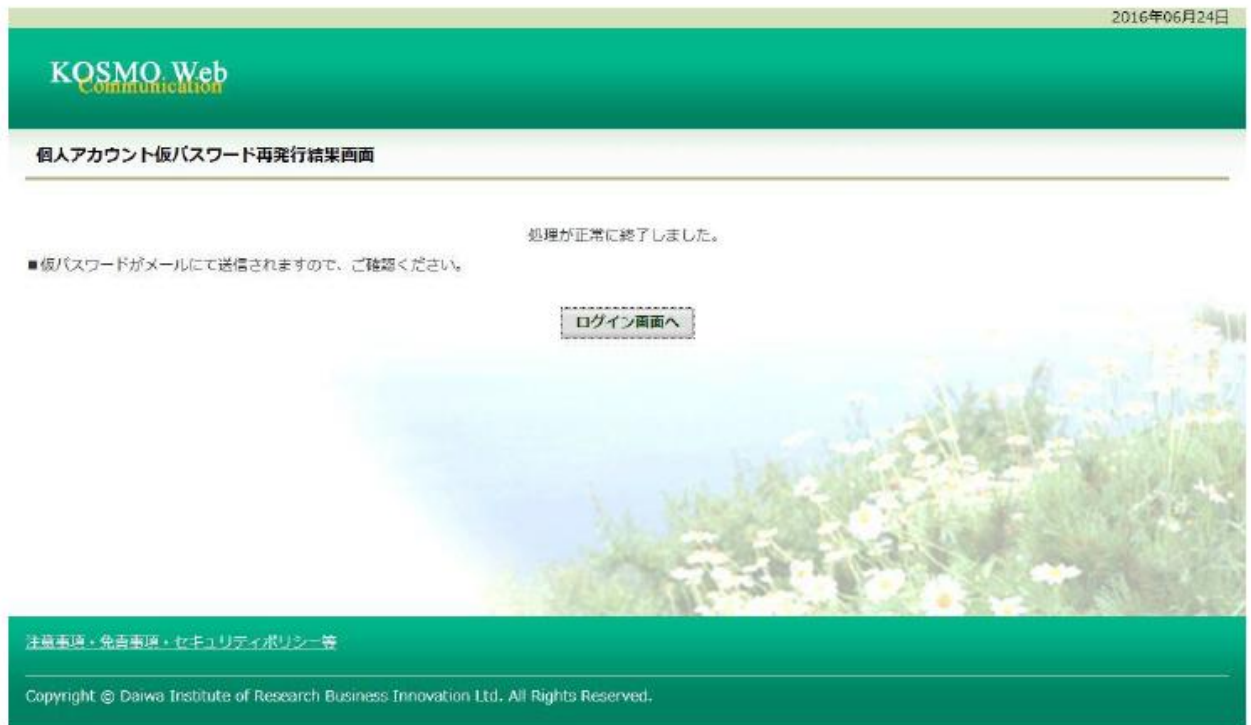 2016年06月24日
KOSMO Web
Communication
個人アカウント仮パスワード再発行結果画面
処理が正常に終了しました。
■仮パスワードがメールにて送信されますので、ご確認ください。
ログイン画面へ
注意事項・免責事項・セキュリティポリシー等
Copyright © Daiwa Institute of Research Business Innovation Ltd. All Rights Reserved.